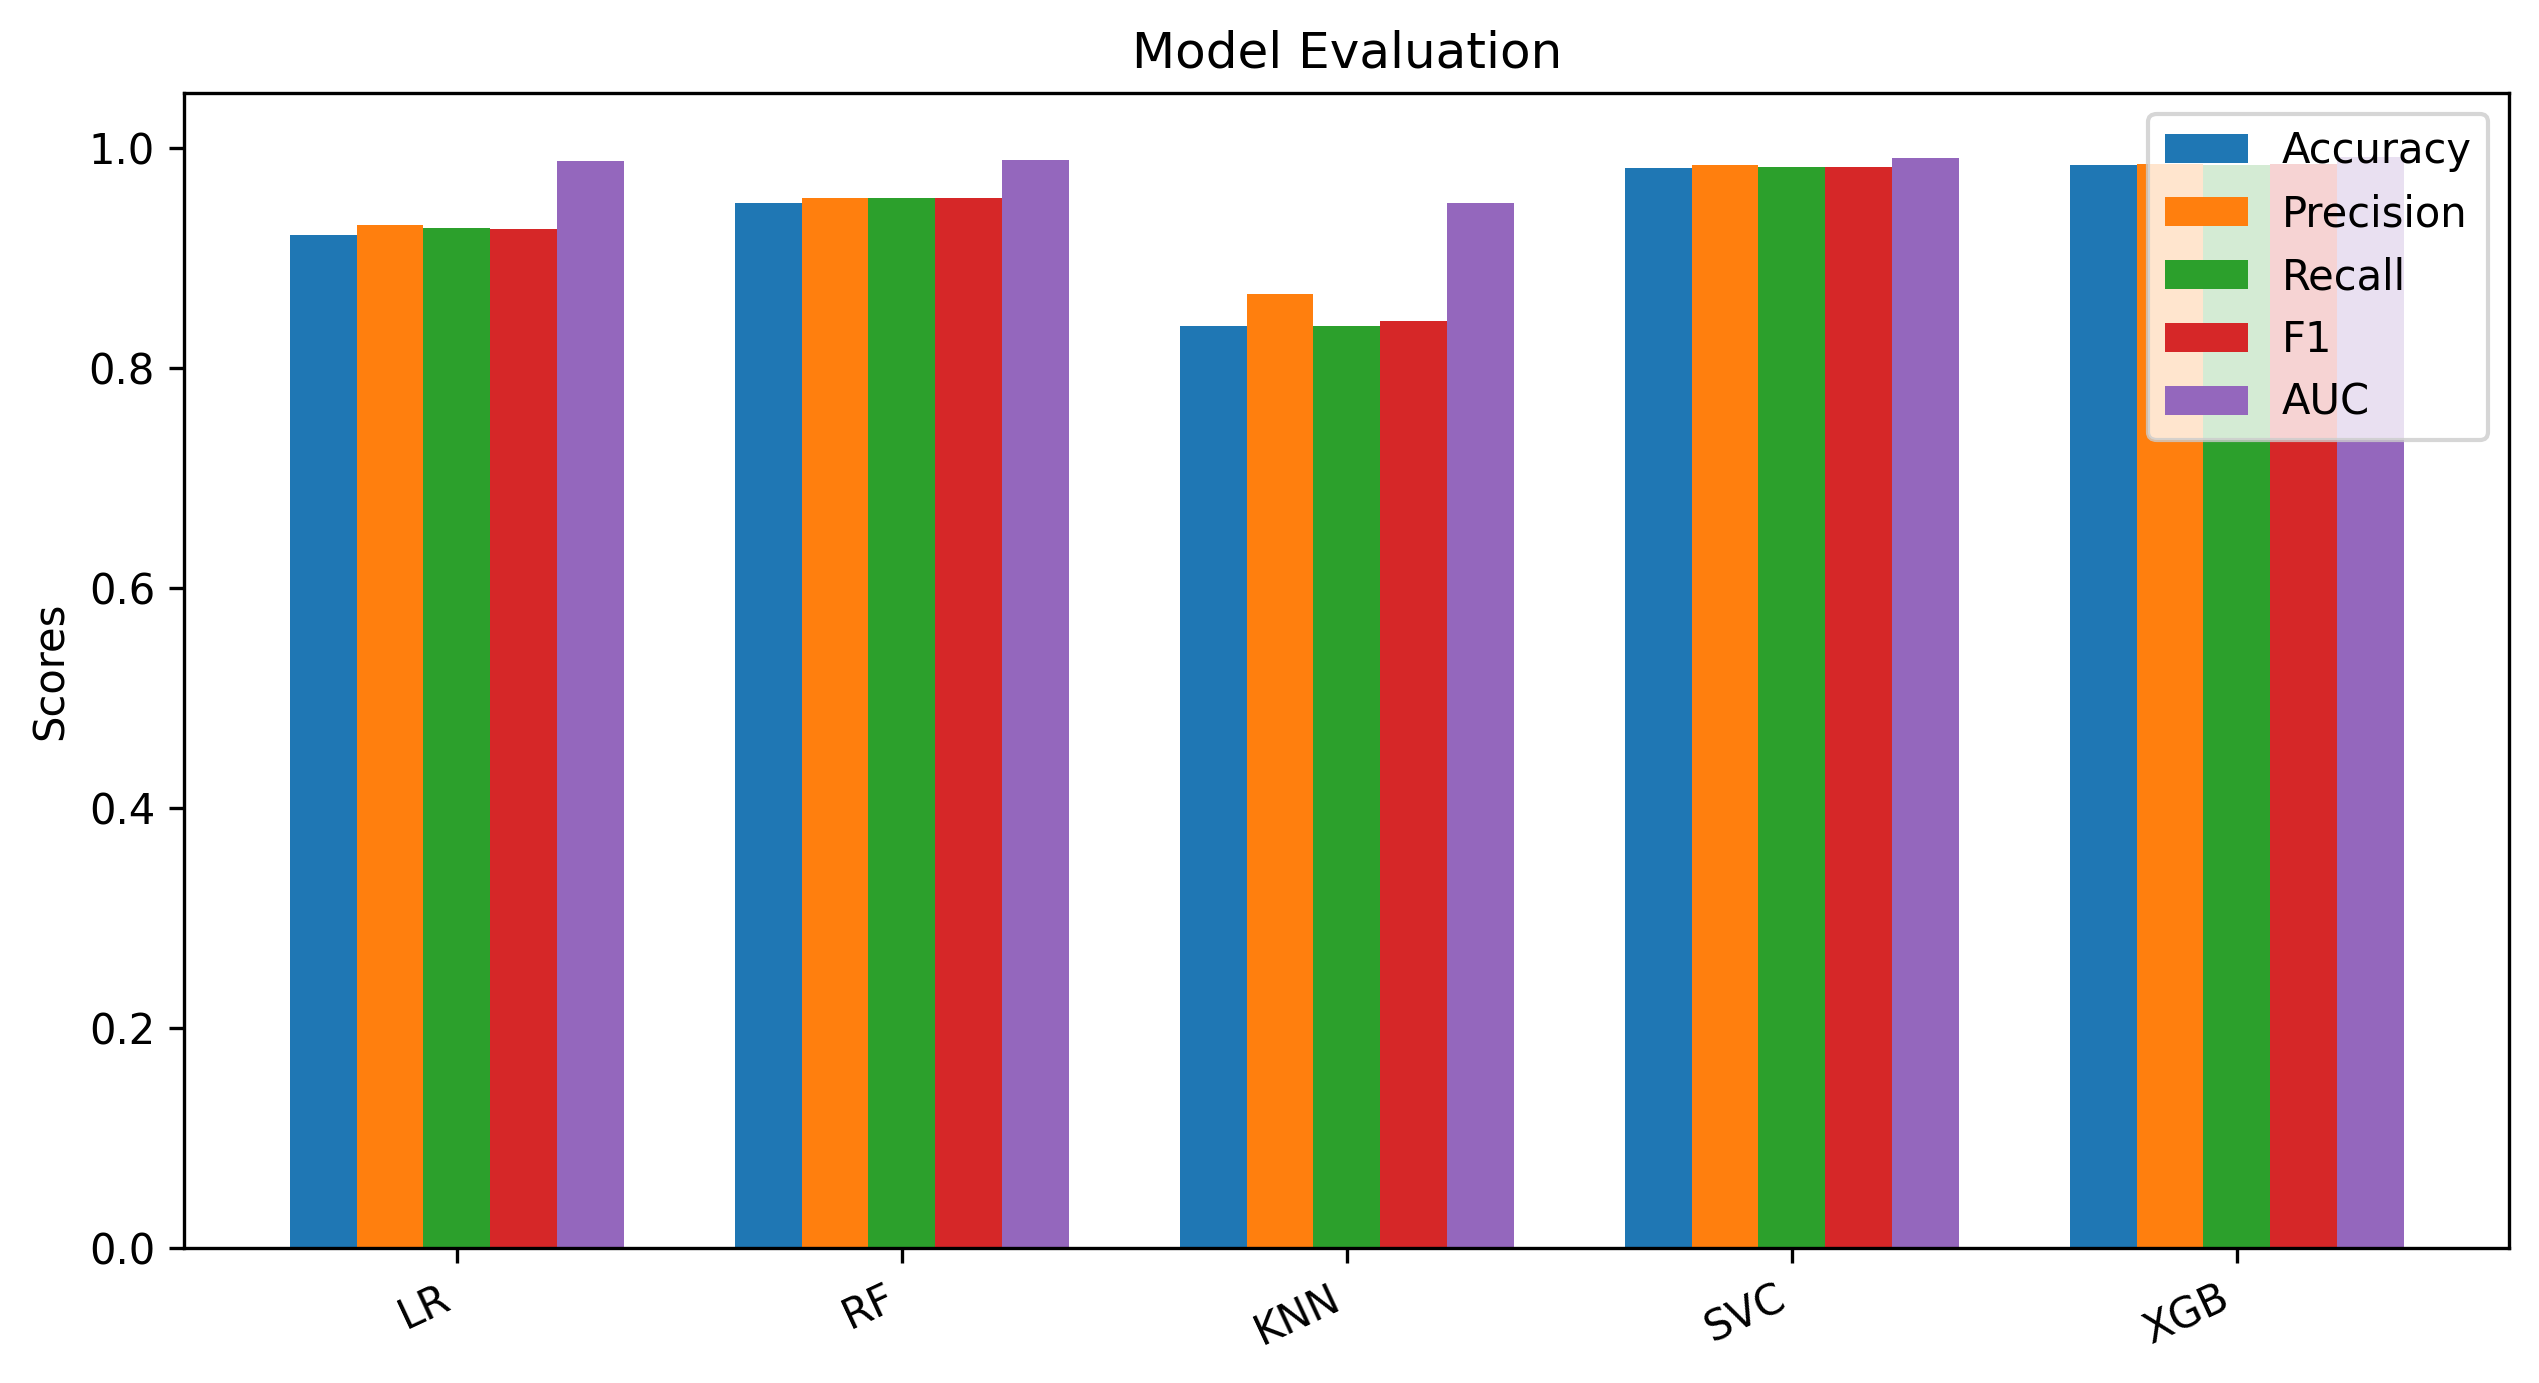 Model Evaluation
Scores
1.0
0.8
0.6
0.4
0.2
0.0
Accuracy
Precision
Recall
F1
AUC
LR
RF
KNN
SVC
XGB